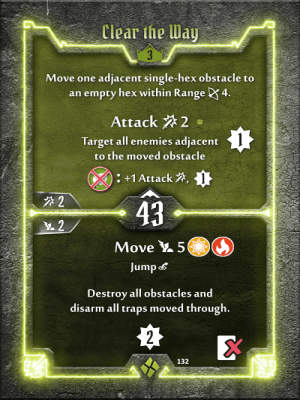 Clear the Way
3
Move one adjacent single-hex obstacle to
an empty hex within Range 4.
Attack 2
Target all enemies adjacent
to the moved obstacle
1
: +1 Attack, 1
2
43
2
Move 5
Jump
Destroy all obstacles and
disarm all traps moved through.
2
132